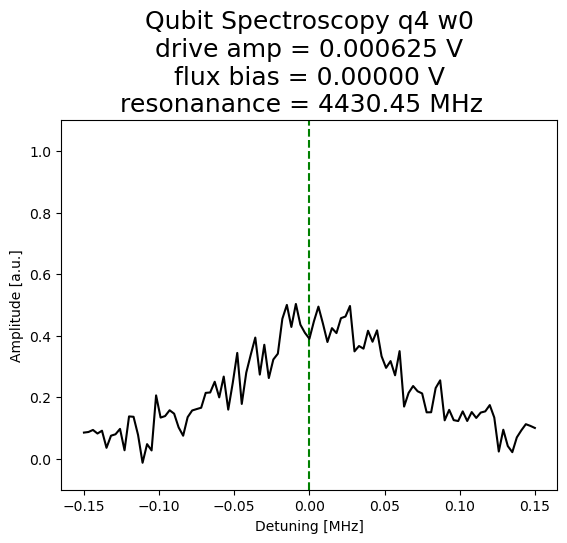 Qubit Spectroscopy q4 w0
drive amp = 0.000625 V
flux bias = 0.00000 V
resonanance = 4430.45 MHz
1.0
0.8
0.6
0.4
0.2
0.0
Amplitude [a.u.]
−0.15 −0.10 −0.05 0.00 0.05 0.10 0.15
Detuning [MHz]